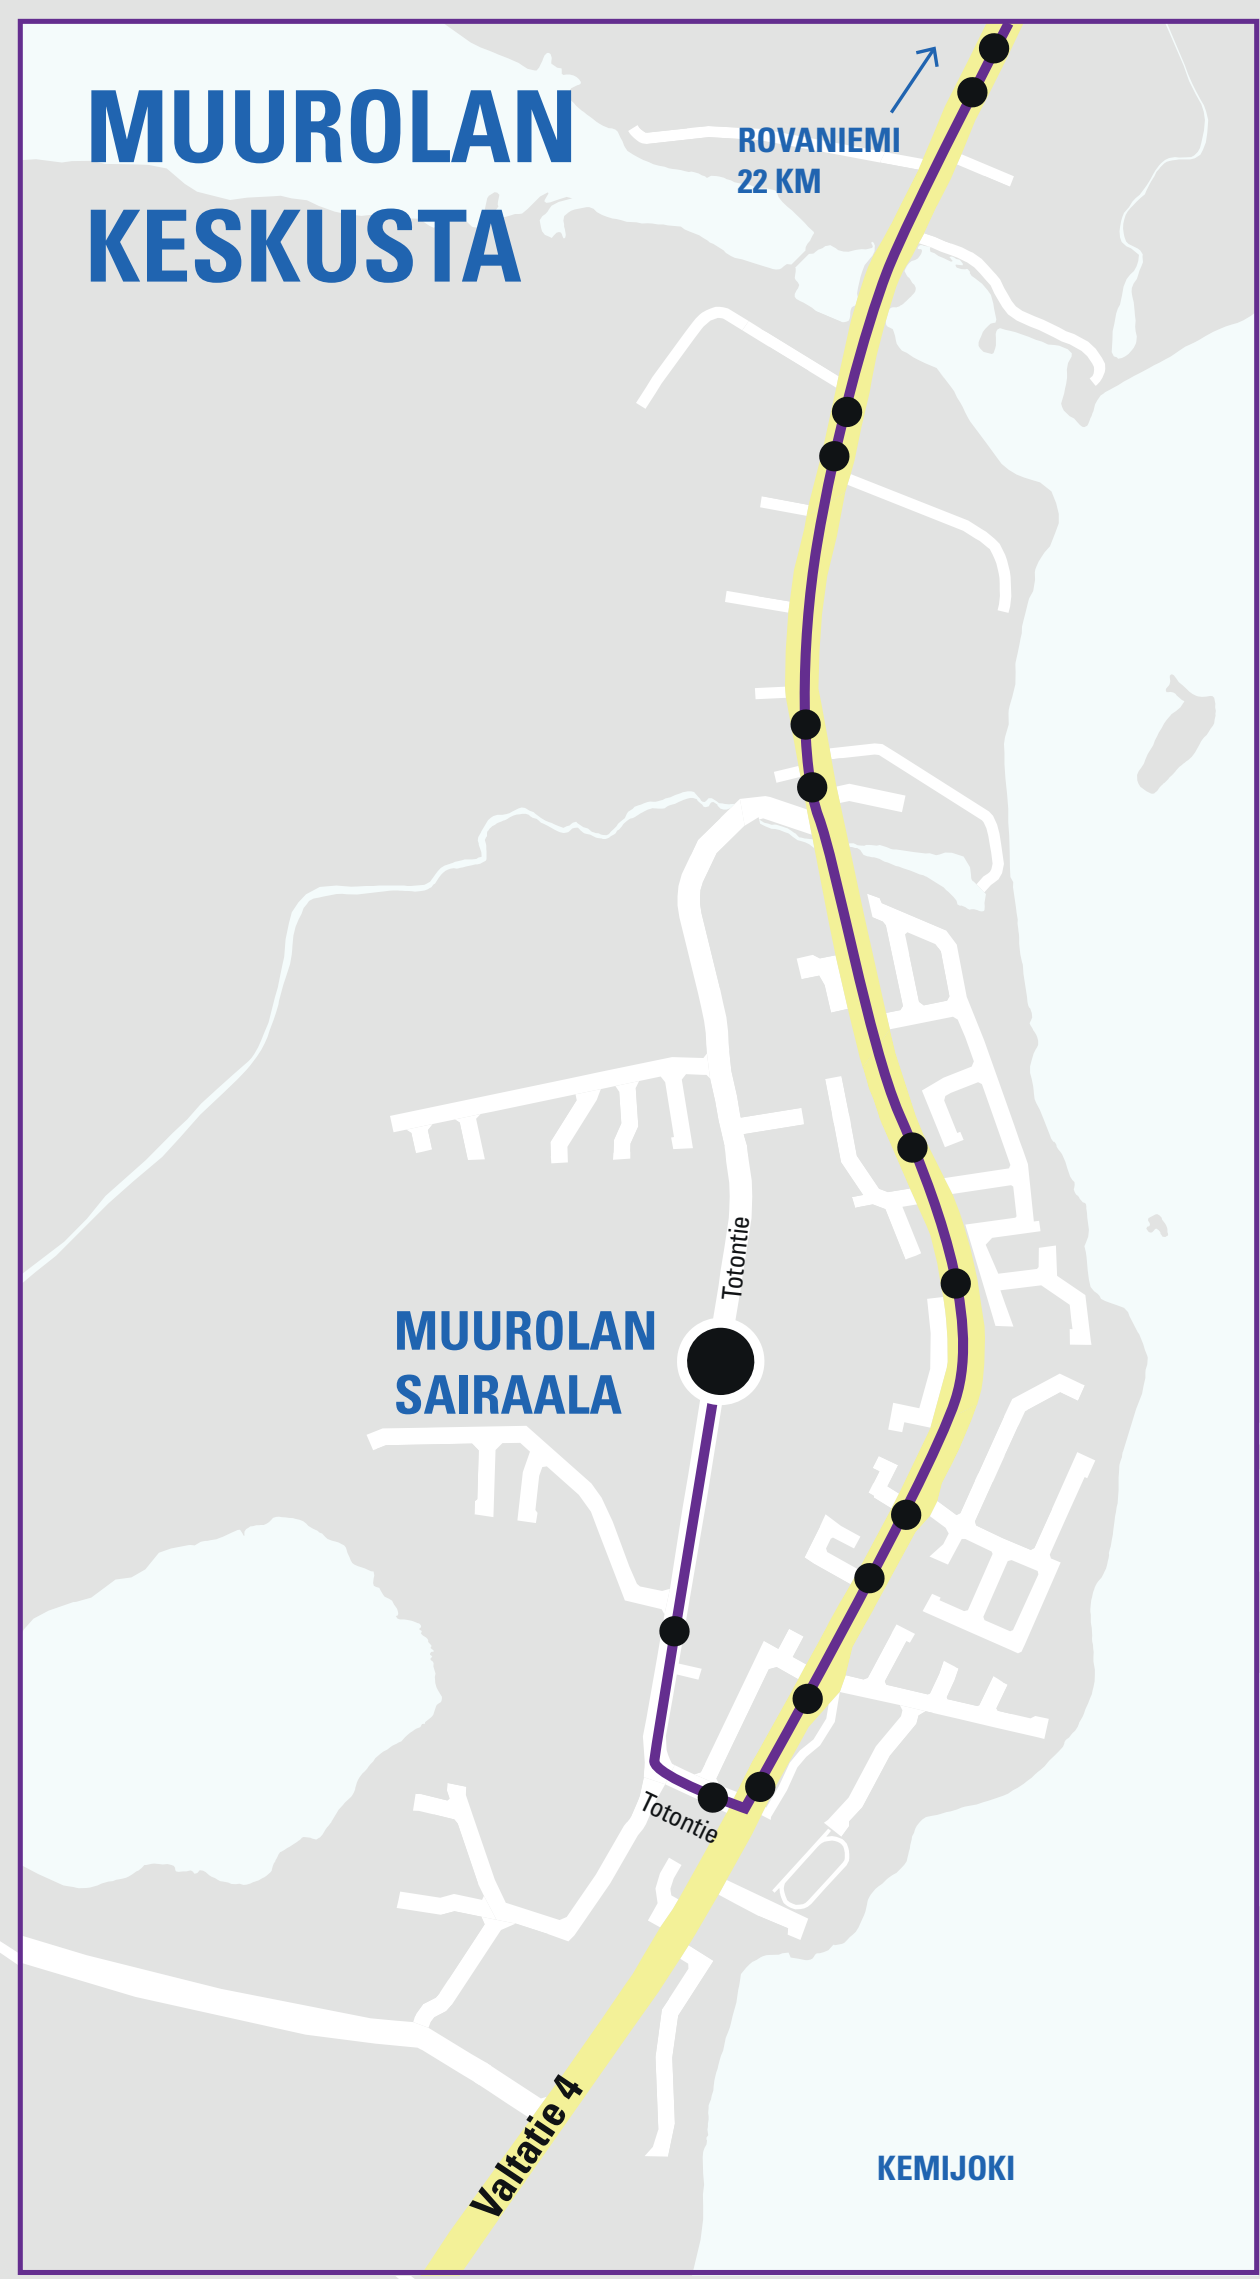 MUUROLAN
KESKUSTA
ROVANIEMI
22 KM
Totontie
MUUROLAN
SAIRAALA
Totontie
Valtatie 4
KEMIJOKI